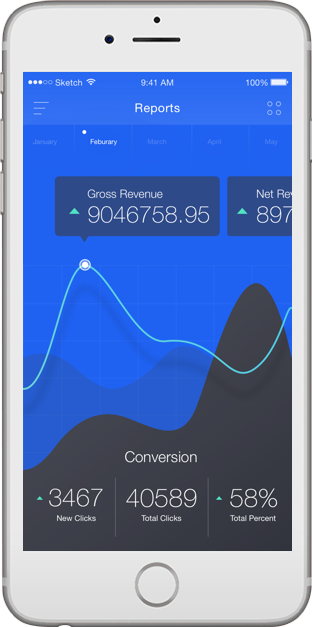 Sketch 9:41 AM 100%
Reports
January Feburary March April May
Gross Revenue Net Rev
9046758.95 897
Conversion
3467 40589 58%
New Clicks Total Clicks Total Percent